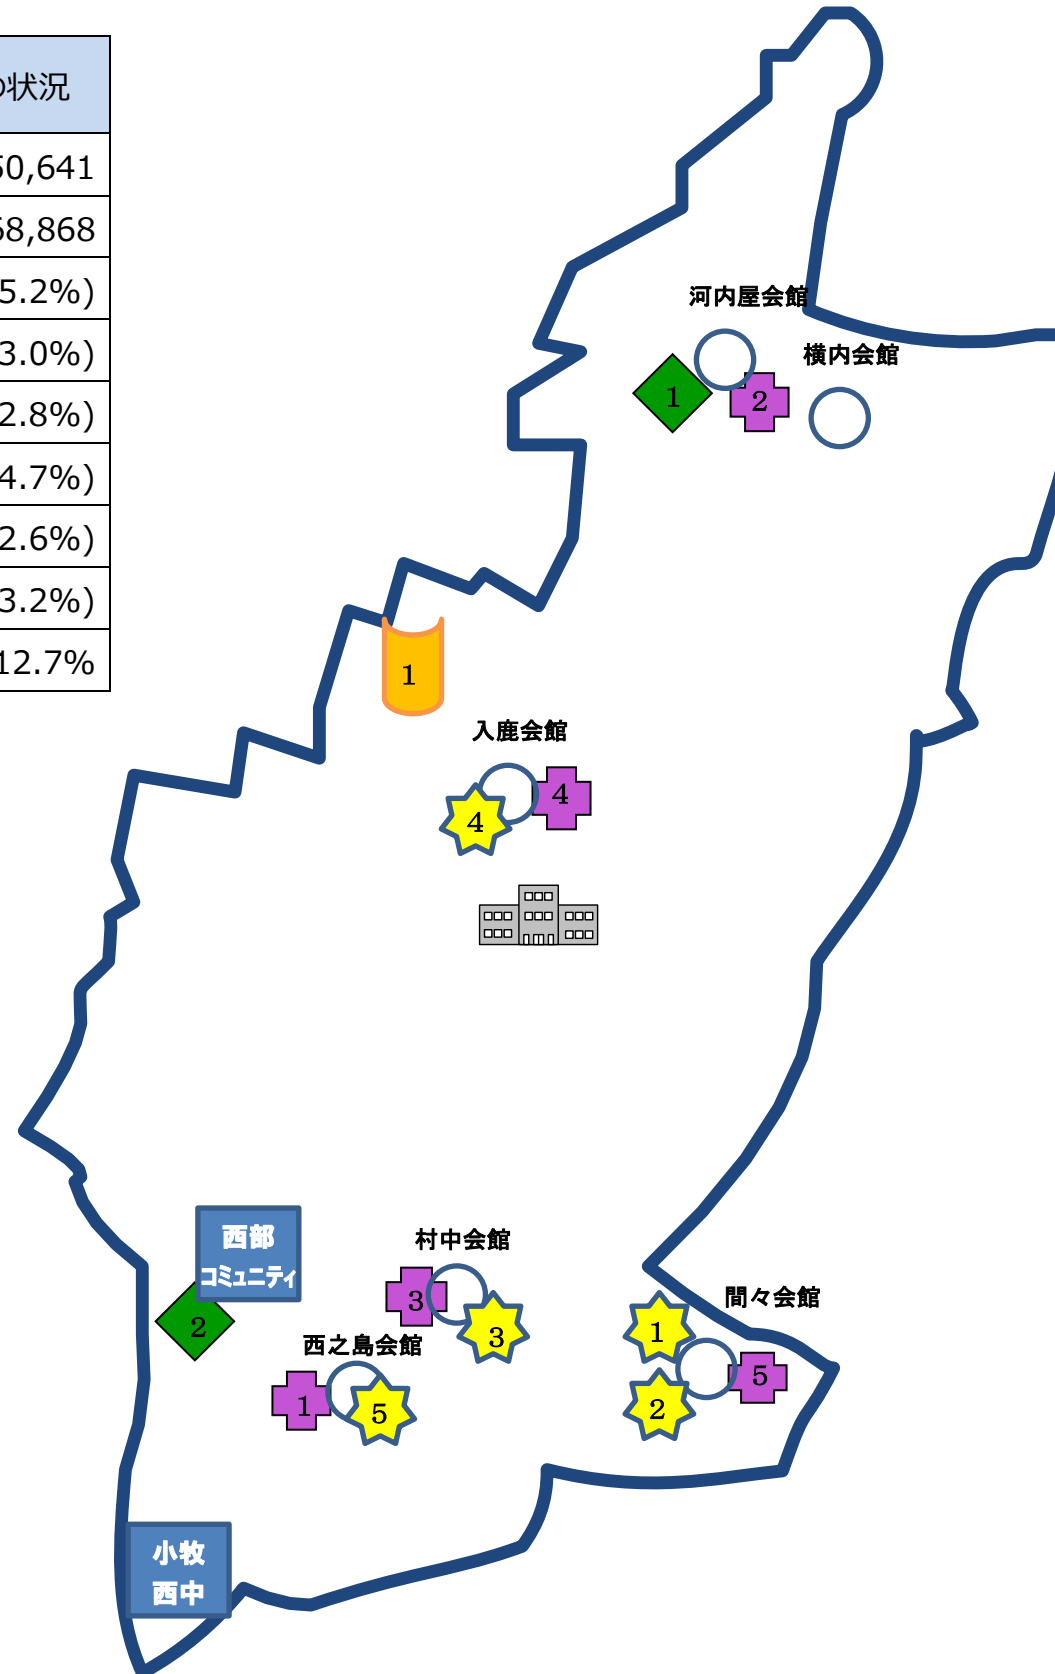 の状況
50,641
68,868
5.2%)
3.0%)
2.8%)
4.7%)
2.6%)
3.2%)
12.7%
河内屋会館
横内会館
1
2
1
入鹿会館
4
4
西部
コミュニティ
2
村中会館
3
3
西之島会館
1
5
間々会館
1
2
5
小牧
西中